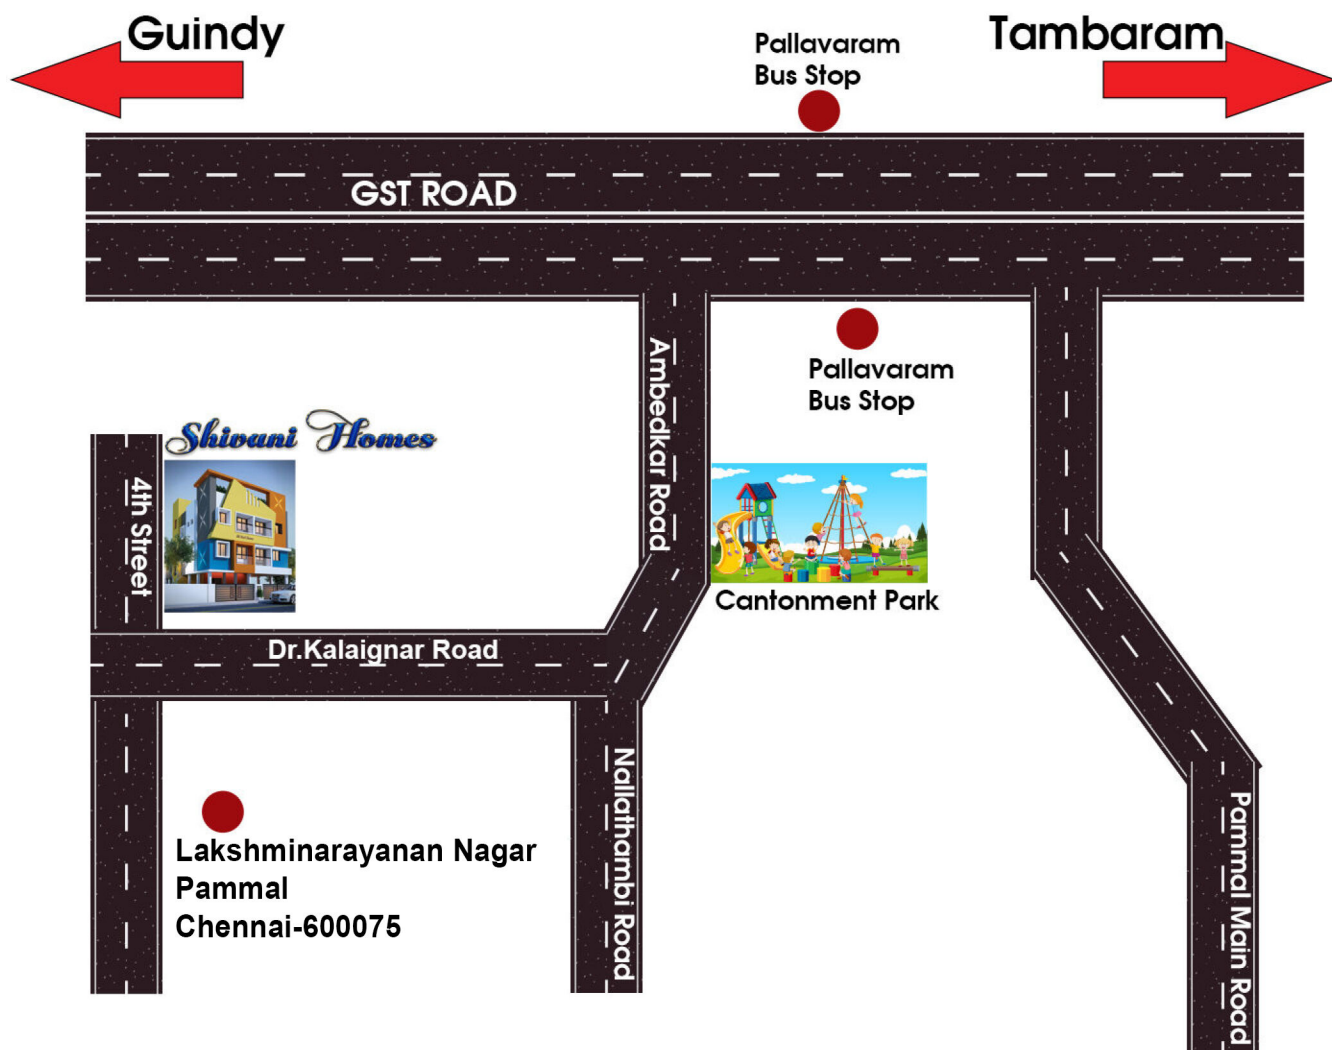 Guindy
Tambaram
Pallavaram
Bus Stop
GST ROAD
Pallavaram
Bus Stop
Ambedkar Road
Shivani Homes
4th Street
Cantonment Park
Dr.Kalaignar Road
Nallathambi Road
Pammal Main Road
Lakshminarayanan Nagar
Pammal
Chennai-600075